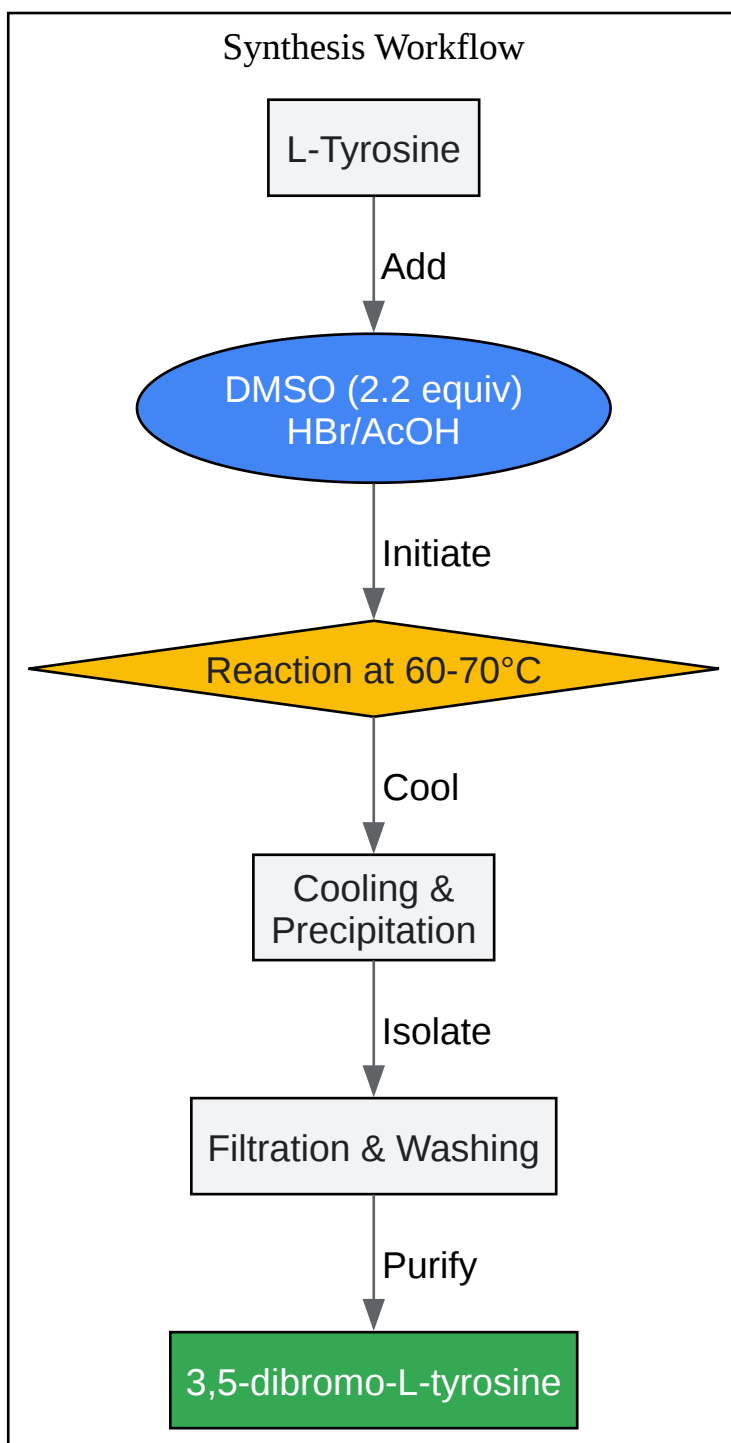 Synthesis Workflow
L-Tyrosine
Add
DMSO (2.2 equiv)
HBr/AcOH
Initiate
Reaction at 60-70°C
Cool
Cooling &
Precipitation
Isolate
Filtration & Washing
Purify
3,5-dibromo-L-tyrosine